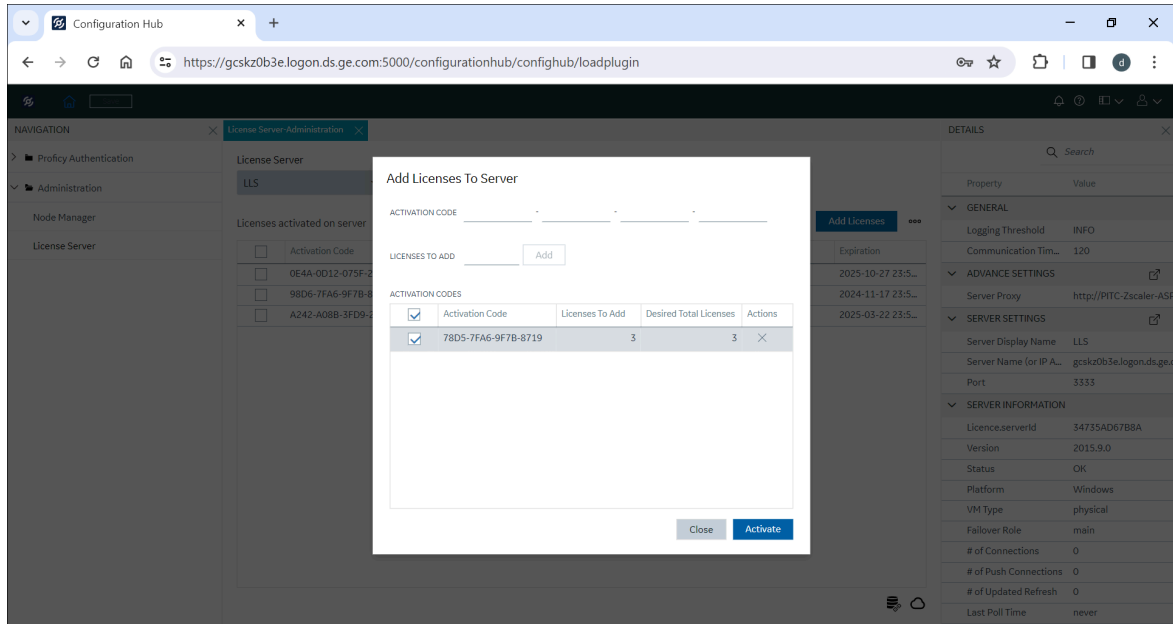 Configuration Hub
https://gcskz0b3e.logon.ds.ge.com:5000/configurationhub/confighub/loadplugin
d
NAVIGATION
License Server-Administration
DETAILS
Proficy Authentication
Administration
Node Manager
License Server
License Server
LLS
Licenses activated on server
Add Licenses
Activation Code
Expiration
0E4A-0D12-075F-2
2025-10-27 23:5...
98D6-7FA6-9F7B-8
2024-11-17 23:5...
A242-A08B-3FD9-2
2025-03-22 23:5...
Add Licenses To Server
ACTIVATION CODE - - -
LICENSES TO ADD Add
ACTIVATION CODES
Activation Code Licenses To Add Desired Total Licenses Actions
78D5-7FA6-9F7B-8719 3 3
Close Activate
Search
Property Value
GENERAL
Logging Threshold INFO
Communication Tim... 120
ADVANCE SETTINGS
Server Proxy http://PITC-Zscaler-ASP
SERVER SETTINGS
Server Display Name LLS
Server Name (or IP A... gcskz0b3e.logon.ds.ge.c
Port 3333
SERVER INFORMATION
Licence.serverId 34735AD67B8A
Version 2015.9.0
Status OK
Platform Windows
VM Type physical
Failover Role main
# of Connections 0
# of Push Connections 0
# of Updated Refresh 0
Last Poll Time never